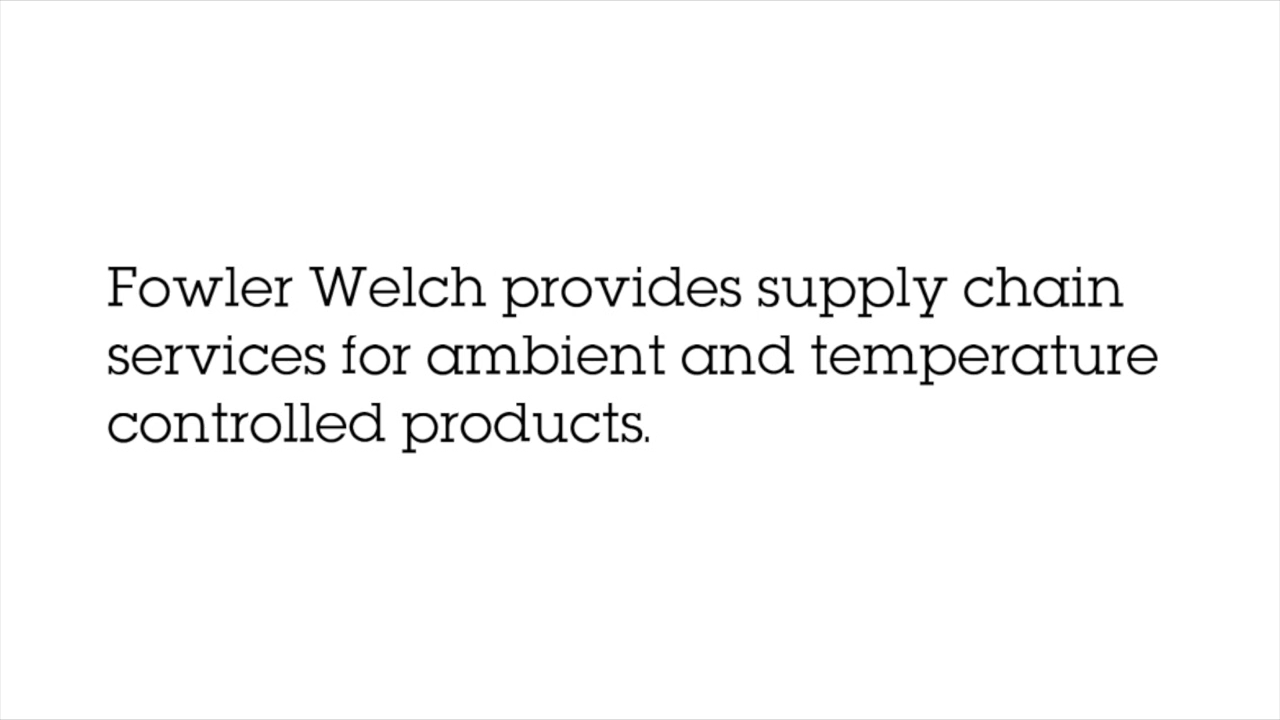 Fowler Welch provides supply chain
services for ambient and temperature
controlled products.